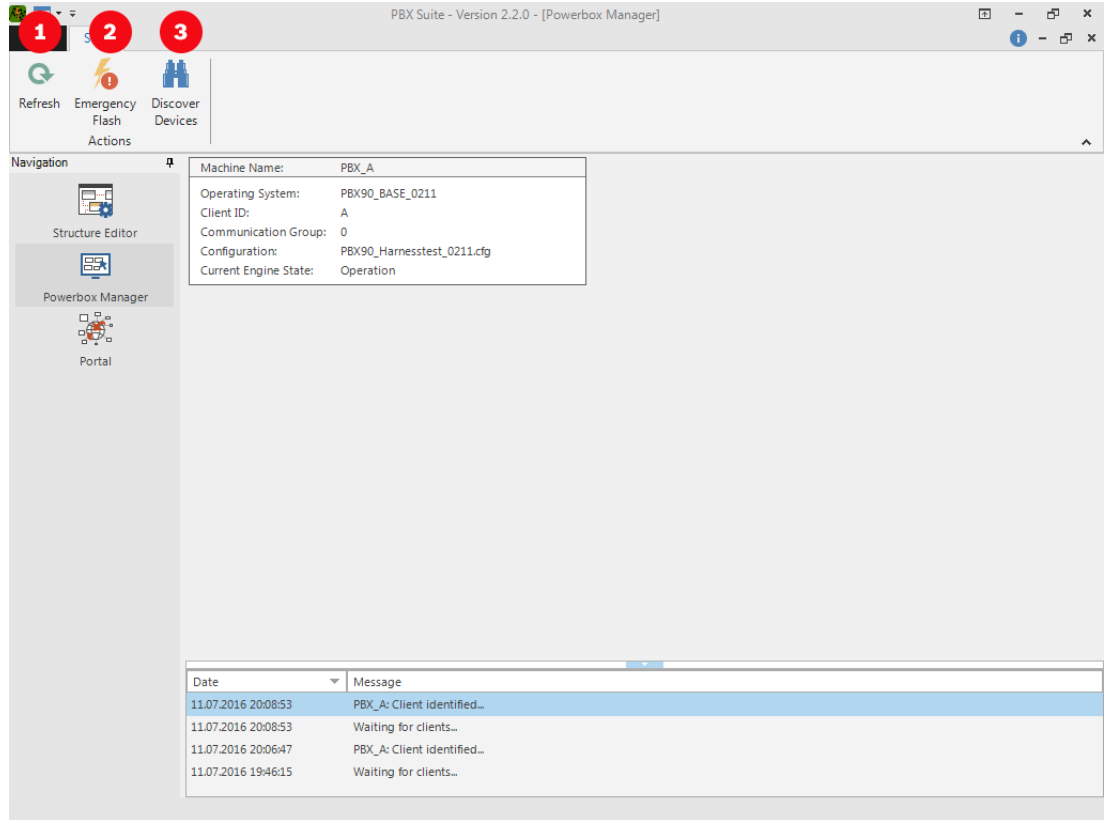 PBX Suite - Version 2.2.0 - [Powerbox Manager]
1 2 3
Refresh
Emergency Flash
Discover Devices
Actions
Navigation
Structure Editor
Powerbox Manager
Portal
Machine Name: PBX_A
Operating System: PBX90_BASE_0211
Client ID: A
Communication Group: 0
Configuration: PBX90_Harnesstest_0211.cfg
Current Engine State: Operation
Date Message
11.07.2016 20:08:53 PBX_A: Client identified...
11.07.2016 20:08:53 Waiting for clients...
11.07.2016 20:06:47 PBX_A: Client identified...
11.07.2016 19:46:15 Waiting for clients...